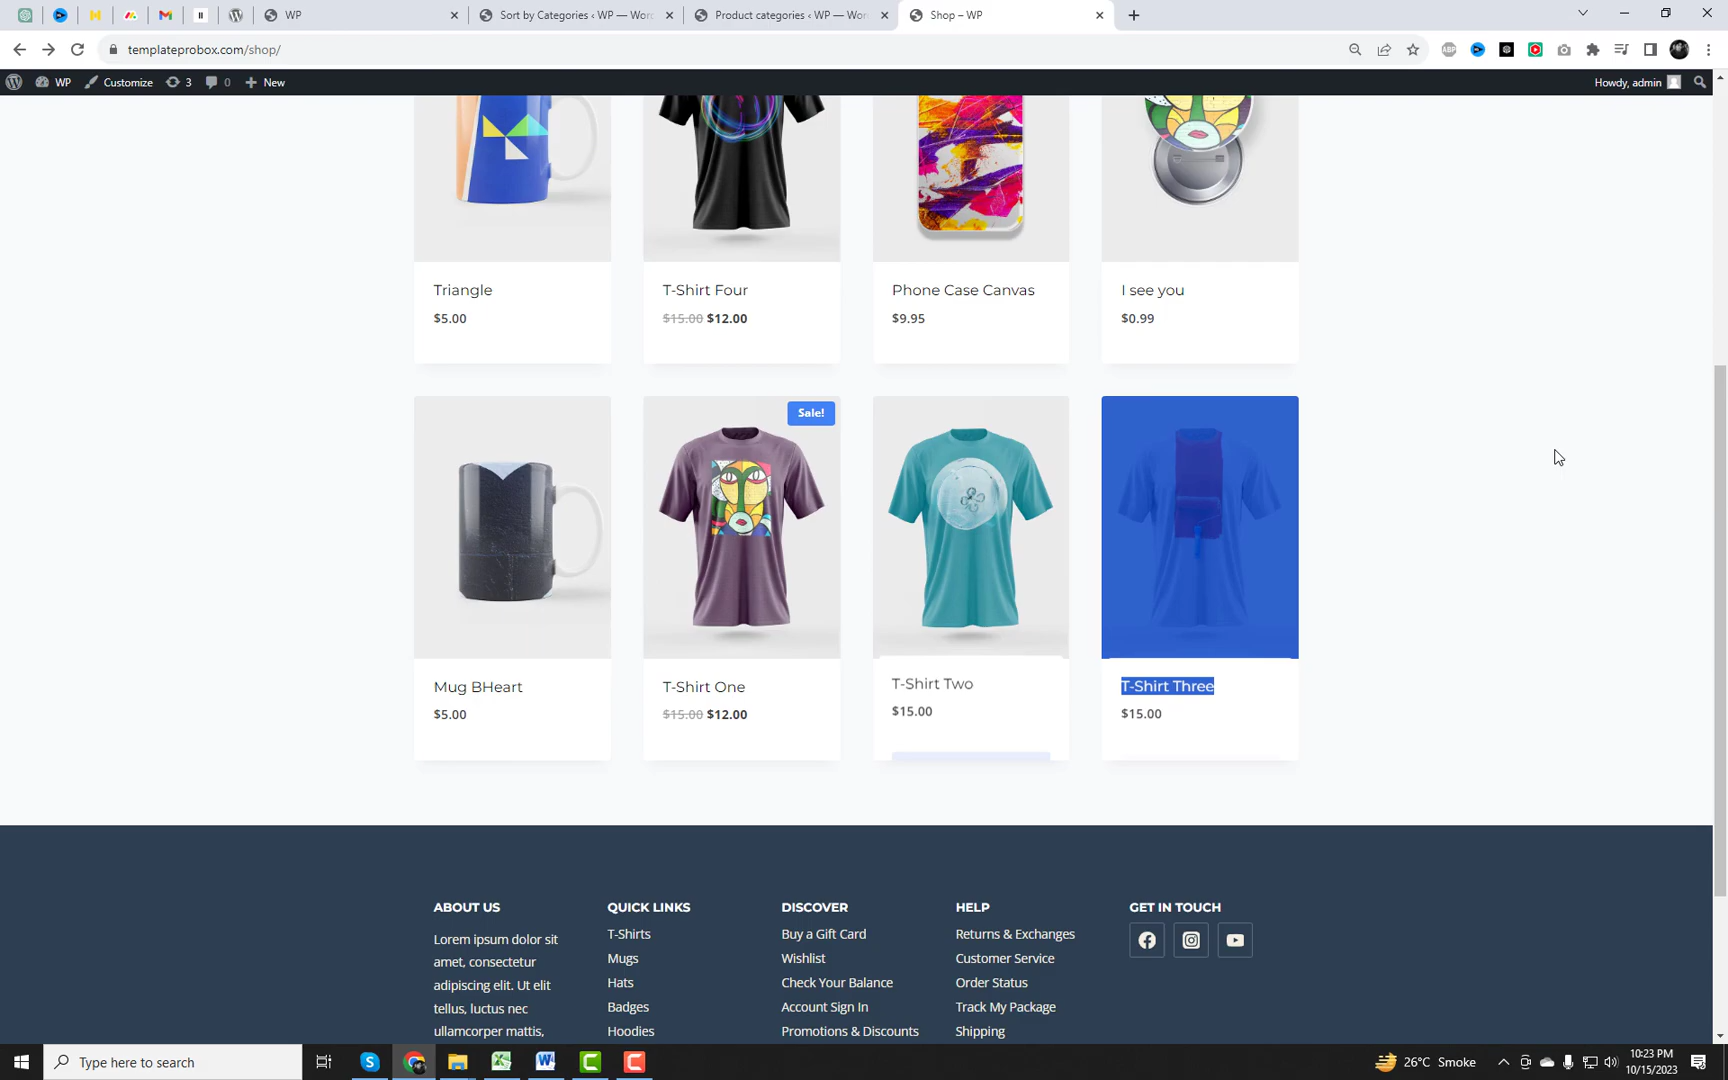 WP
Sort by Categories ‹ WP — Worc
Product categories ‹ WP — Wor
Shop – WP
templateprobox.com/shop/
WP
Customize
3
0
New
Howdy, admin
Triangle
$5.00
T-Shirt Four
$15.00 $12.00
Phone Case Canvas
$9.95
I see you
$0.99
Sale!
Mug BHeart
$5.00
T-Shirt One
$15.00 $12.00
T-Shirt Two
$15.00
T-Shirt Three
$15.00
ABOUT US
Lorem ipsum dolor sit
amet, consectetur
adipiscing elit. Ut elit
tellus, luctus nec
ullamcorper mattis,
QUICK LINKS
T-Shirts
Mugs
Hats
Badges
Hoodies
DISCOVER
Buy a Gift Card
Wishlist
Check Your Balance
Account Sign In
Promotions & Discounts
HELP
Returns & Exchanges
Customer Service
Order Status
Track My Package
Shipping
GET IN TOUCH
Type here to search
26°C Smoke
10:23 PM
10/15/2023